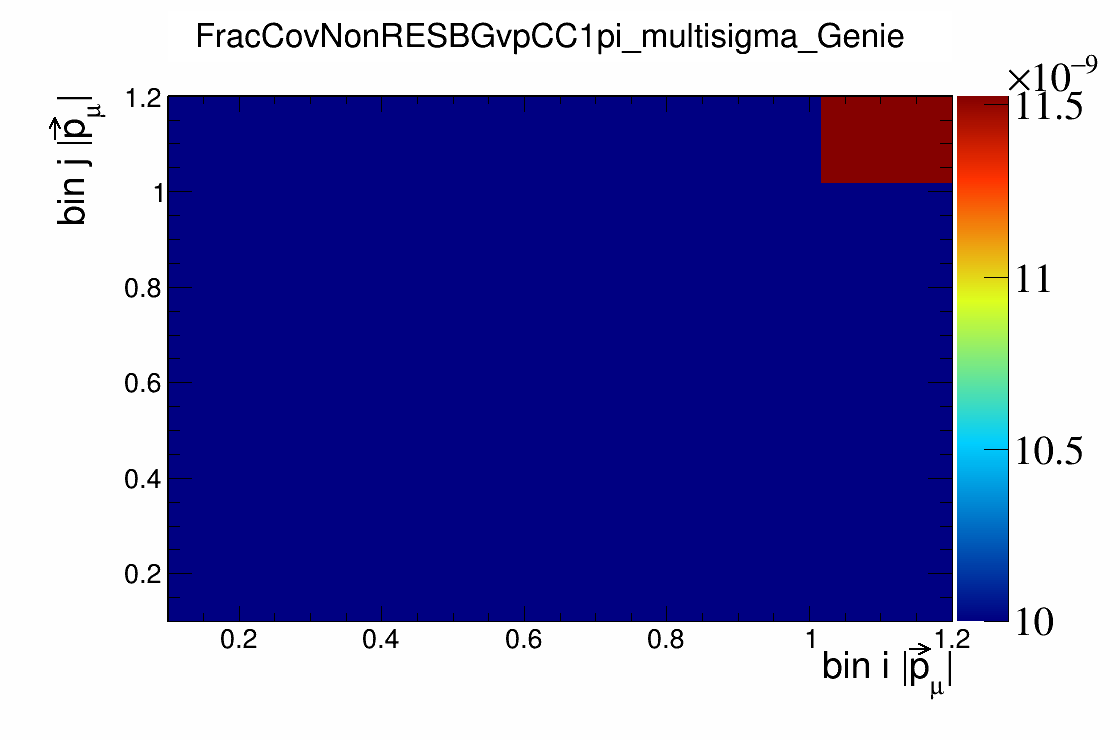 FracCovNonRESBGvpCC1pi_multisigma_Genie
×10⁻⁹
bin j |p⃗μ|
1.2
1
0.8
0.6
0.4
0.2
0.2 0.4 0.6 0.8 1 1.2
bin i |p⃗μ|
11.5
11
10.5
10